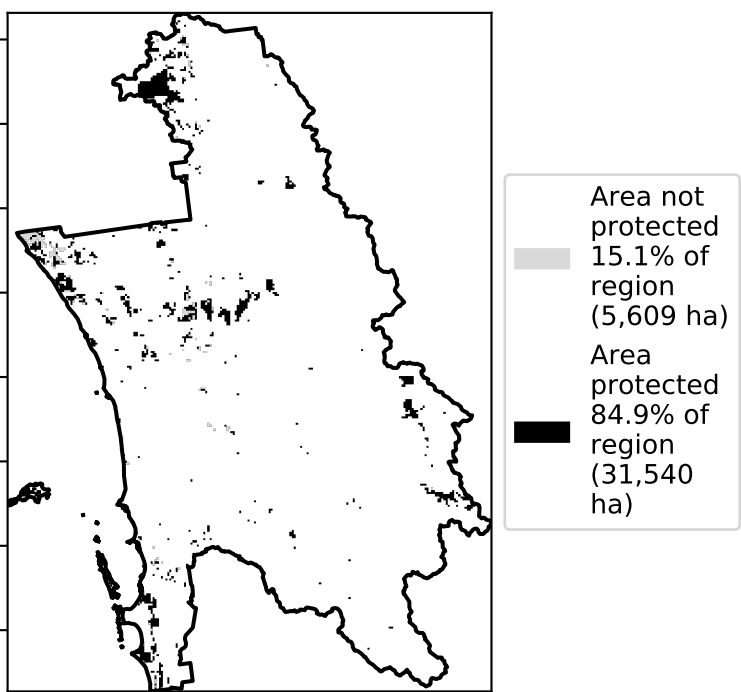 Area not
protected
15.1% of
region
(5,609 ha)
Area
protected
84.9% of
region
(31,540
ha)